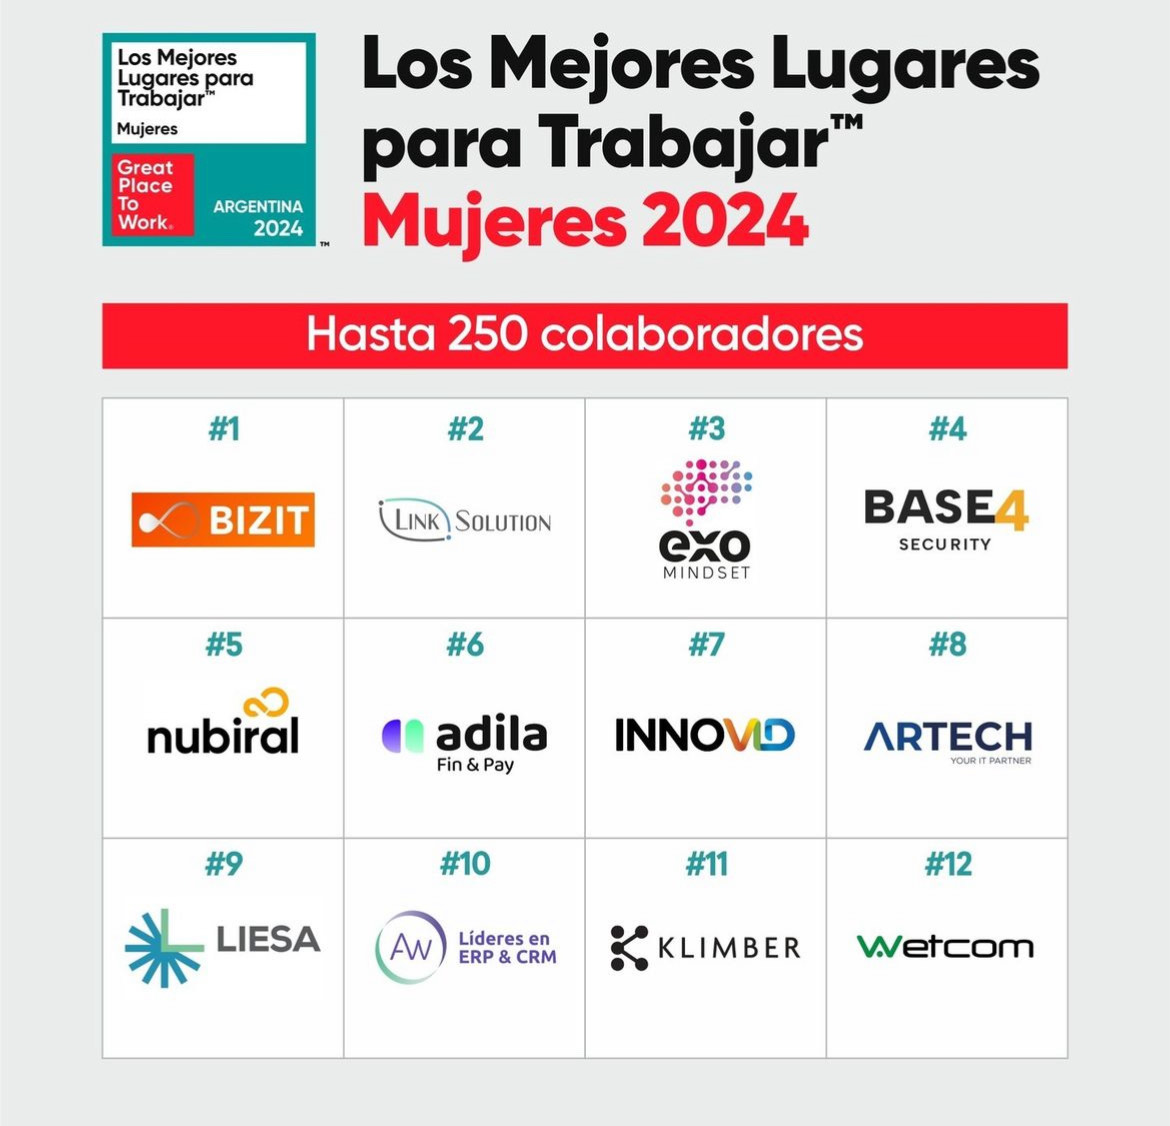 Los Mejores
Lugares para
Trabajar™
Mujeres
Great
Place
To
Work®
ARGENTINA
2024
™
Los Mejores Lugares
para Trabajar™
Mujeres 2024
Hasta 250 colaboradores
#1
BIZIT
#2
LINK SOLUTION
#3
exo
MINDSET
#4
BASE4
SECURITY
#5
nubiral
#6
adila
Fin & Pay
#7
INNOVID
#8
ARTECH
YOUR IT PARTNER
#9
LIESA
#10
AW
Líderes en
ERP & CRM
#11
KLIMBER
#12
Wetcom